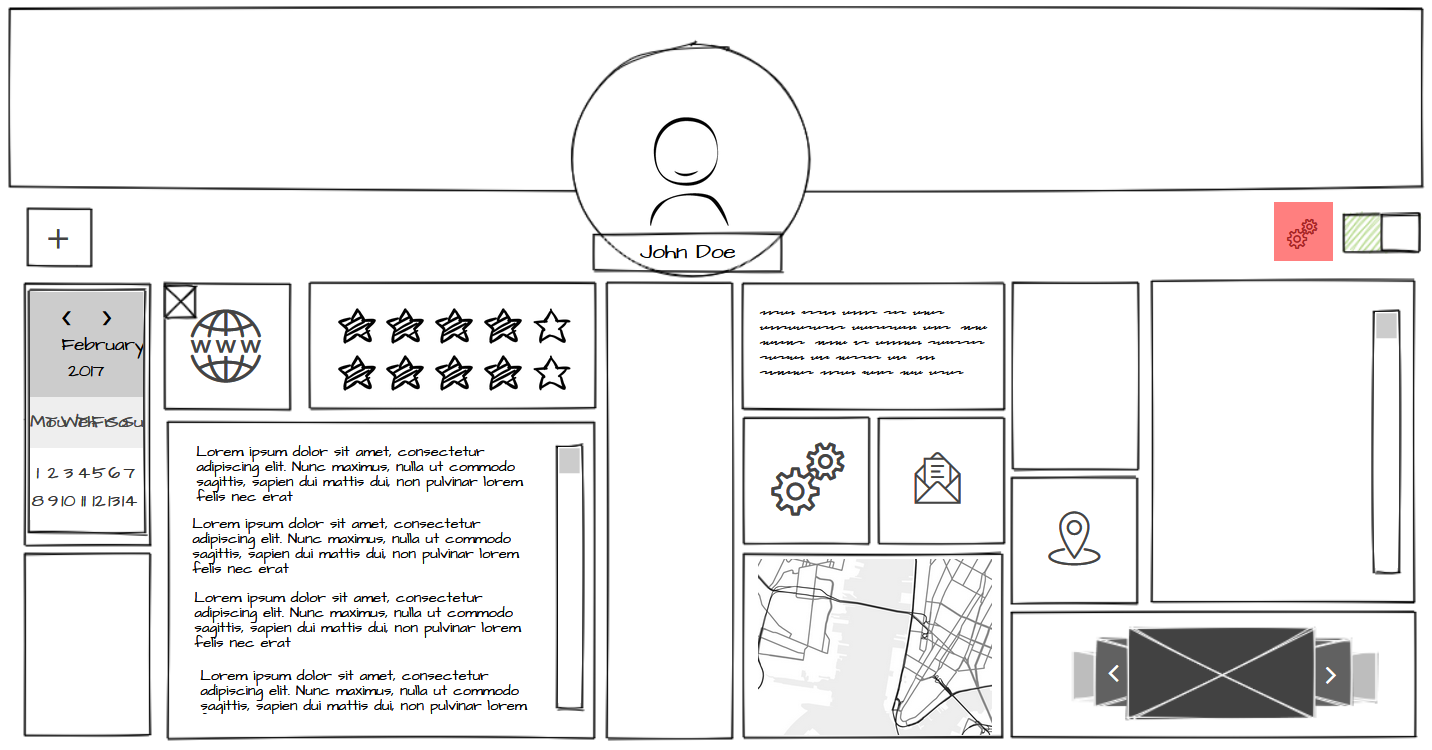 John Doe
+
‹ ›
February
2017
1 2 3 4 5 6 7
8 9 10 11 12 13 14
WWW
Lorem ipsum dolor sit amet, consectetur
adipiscing elit. Nunc maximus, nulla ut commodo
sagittis, sapien dui mattis dui, non pulvinar lorem
felis nec erat
Lorem ipsum dolor sit amet, consectetur
adipiscing elit. Nunc maximus, nulla ut commodo
sagittis, sapien dui mattis dui, non pulvinar lorem
felis nec erat
Lorem ipsum dolor sit amet, consectetur
adipiscing elit. Nunc maximus, nulla ut commodo
sagittis, sapien dui mattis dui, non pulvinar lorem
felis nec erat
Lorem ipsum dolor sit amet, consectetur
adipiscing elit. Nunc maximus, nulla ut commodo
sagittis, sapien dui mattis dui, non pulvinar lorem